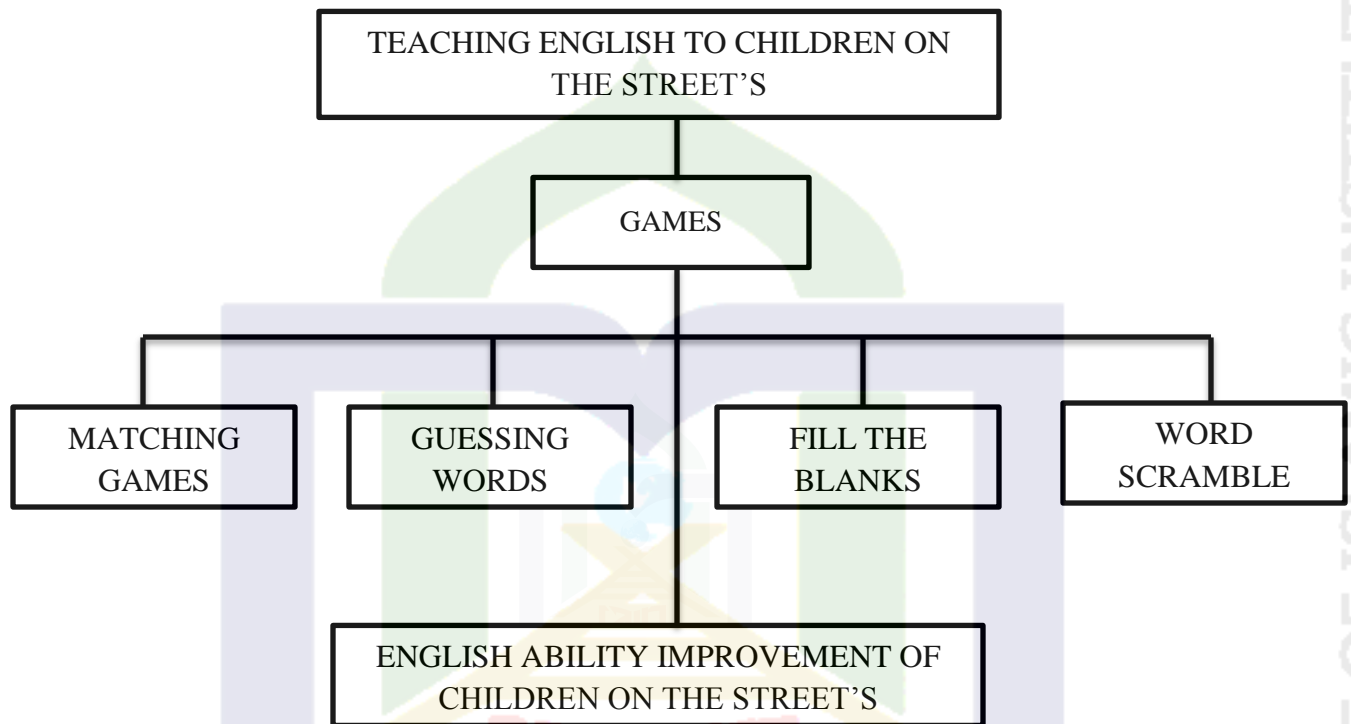 TEACHING ENGLISH TO CHILDREN ON
THE STREET’S
GAMES
MATCHING
GAMES
GUESSING
WORDS
FILL THE
BLANKS
WORD
SCRAMBLE
ENGLISH ABILITY IMPROVEMENT OF
CHILDREN ON THE STREET’S